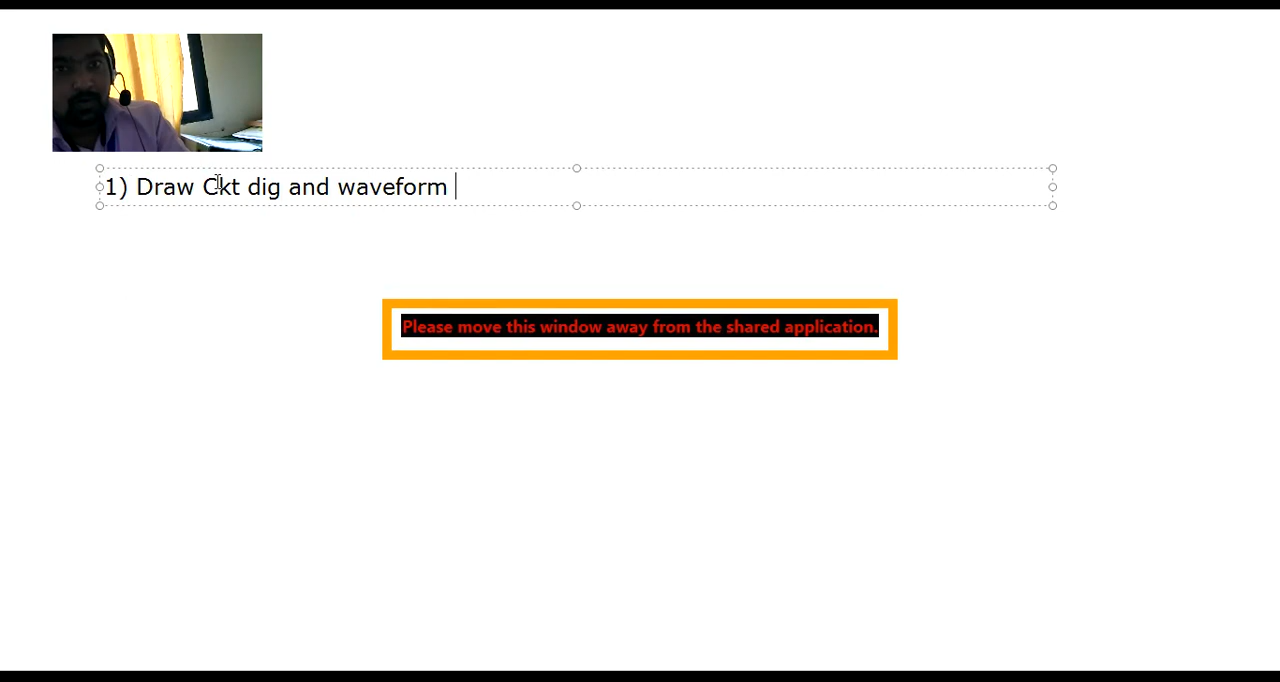 1) Draw Ckt dig and waveform
Please move this window away from the shared application.